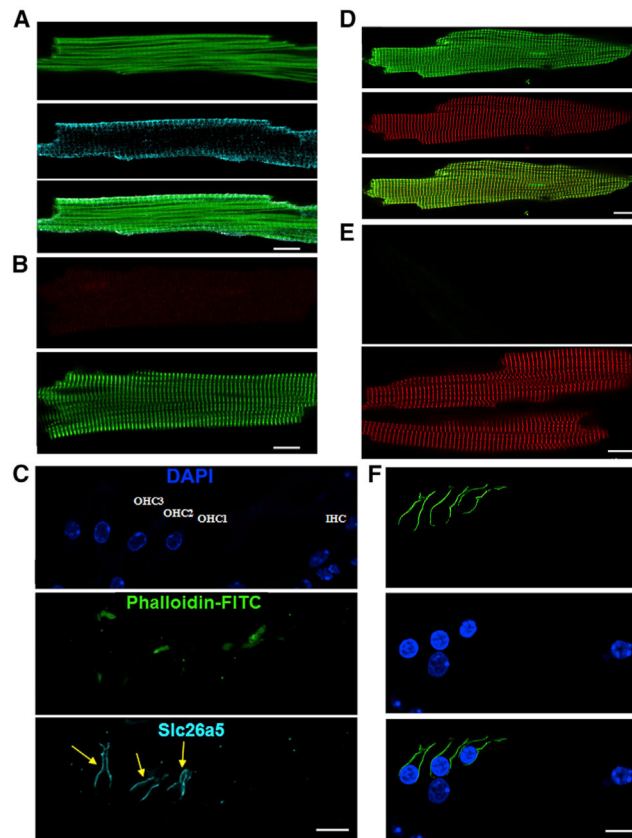 A
D
B
E
C
DAPI
OHC3
OHC2
OHC1
IHC
Phalloidin-FITC
Slc26a5
F